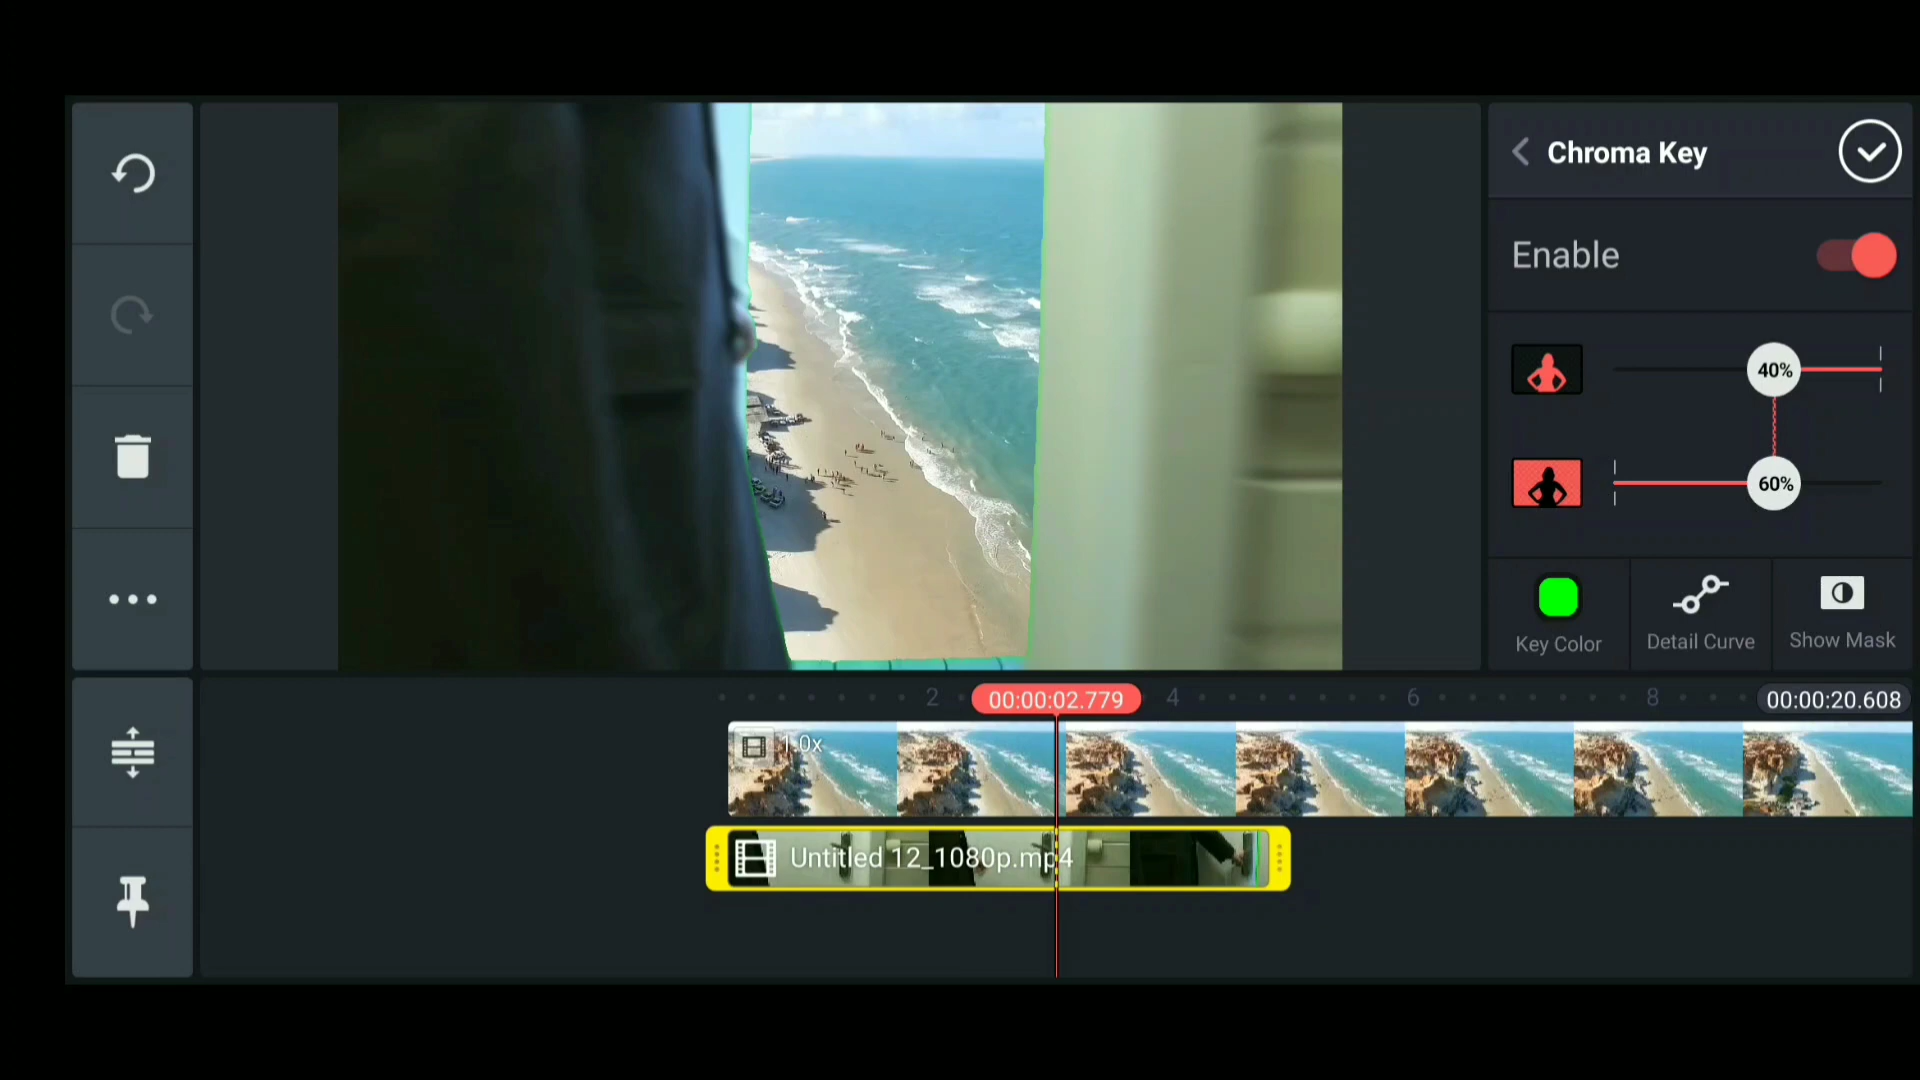 Chroma Key
Enable
40%
60%
Key Color
Detail Curve
Show Mask
2
00:00:02.779
4
6
8
00:00:20.608
1.0x
Untitled 12_1080p.mp4